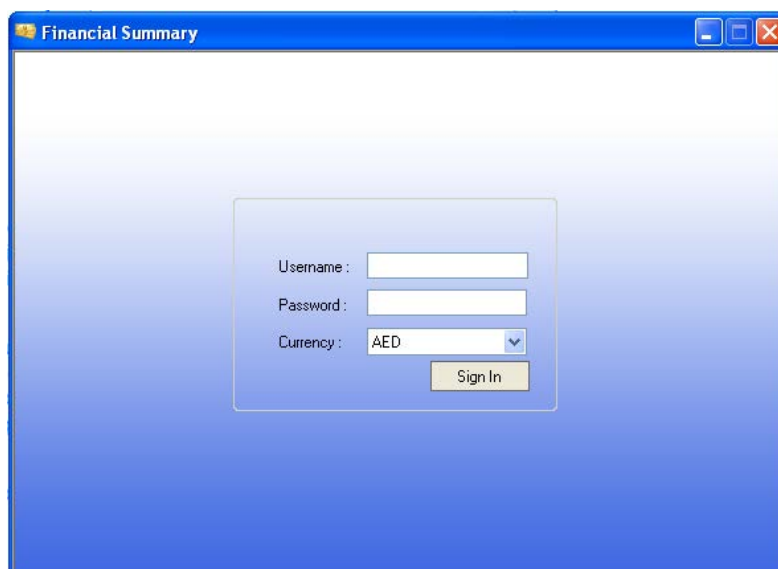 Financial Summary
Username :
Password :
Currency : AED
Sign In